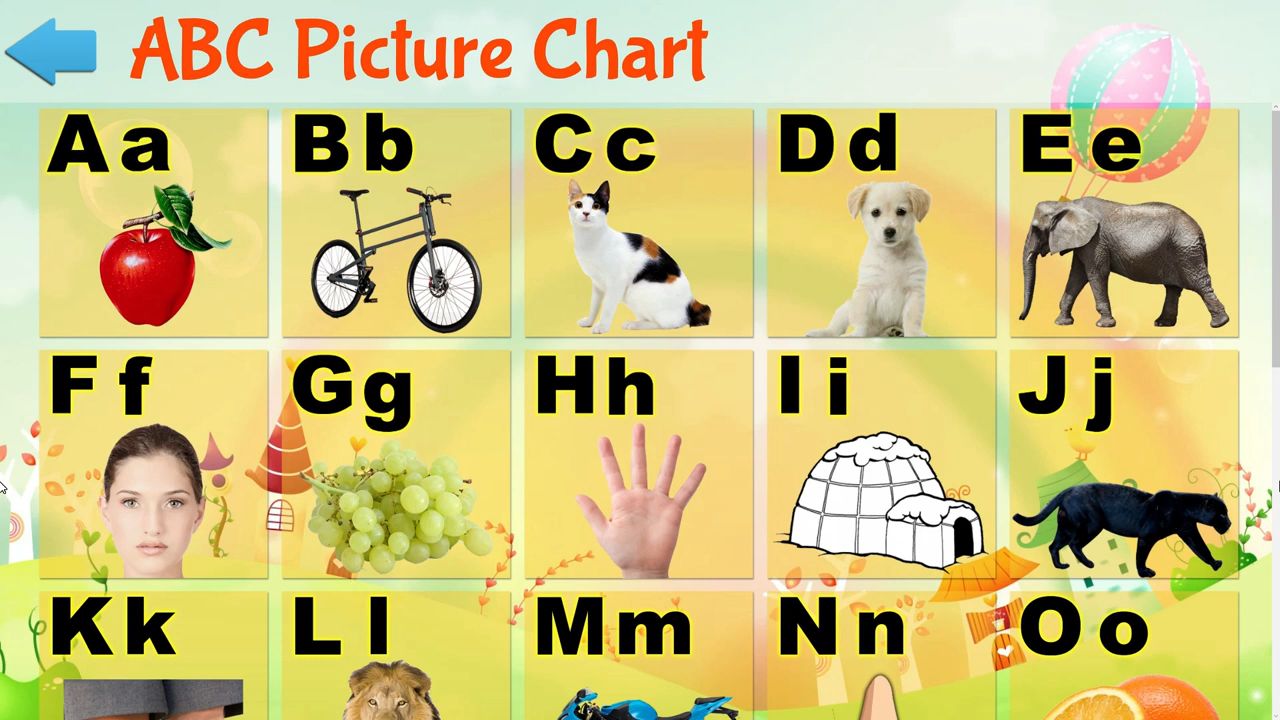 ABC Picture Chart
Aa Bb Cc Dd Ee
Ff Gg Hh Ii Jj
Kk Ll Mm Nn Oo